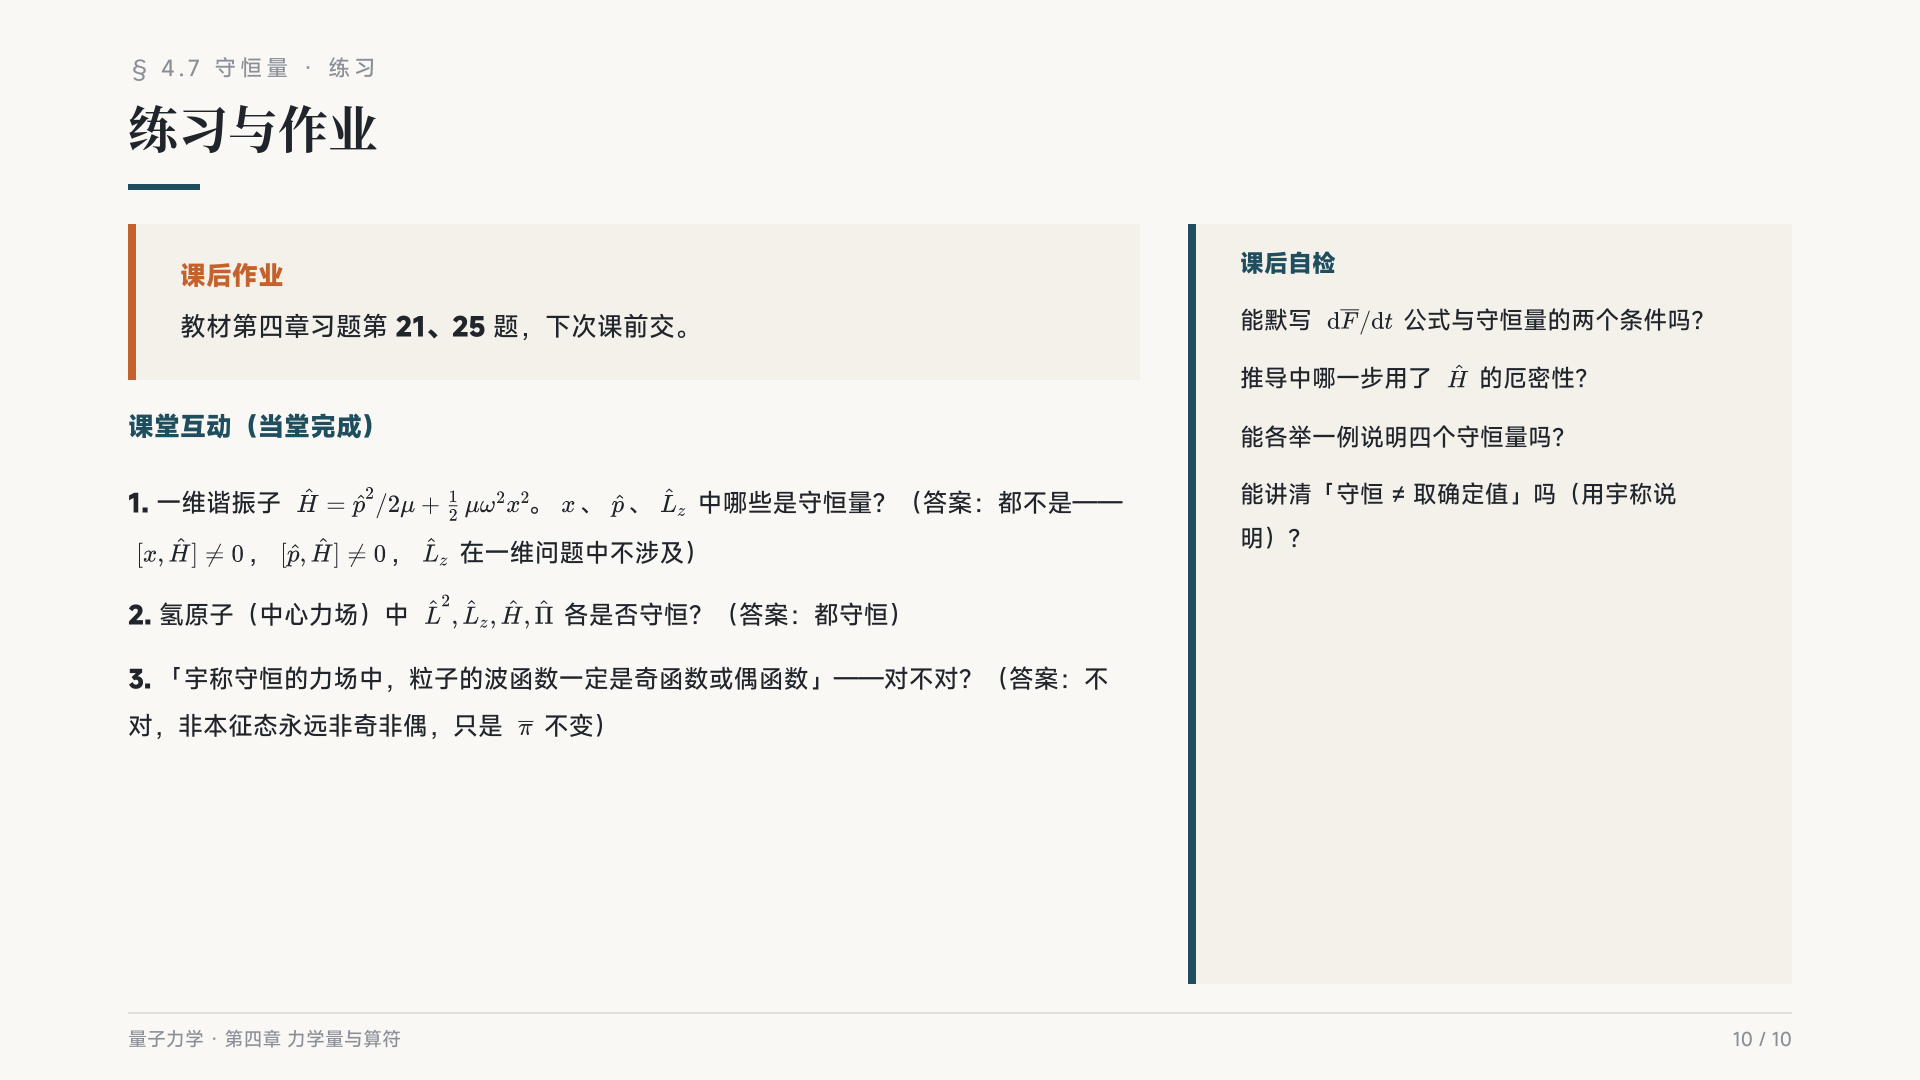 § 4.7 守恒量 · 练习
练习与作业
课后作业
教材第四章习题第 21、25 题，下次课前交。
课堂互动（当堂完成）
1. 一维谐振子 Ĥ = p̂²/2μ + ½ μω²x²。 x 、 p̂ 、 L̂_z 中哪些是守恒量？（答案：都不是——
[x, Ĥ] ≠ 0 ， [p̂, Ĥ] ≠ 0 ， L̂_z 在一维问题中不涉及）
2. 氢原子（中心力场）中 L̂², L̂_z, Ĥ, Π̂ 各是否守恒？（答案：都守恒）
3. 「宇称守恒的力场中，粒子的波函数一定是奇函数或偶函数」——对不对？（答案：不
对，非本征态永远非奇非偶，只是 π̅ 不变）
课后自检
能默写 dF̅/dt 公式与守恒量的两个条件吗？
推导中哪一步用了 Ĥ 的厄密性？
能各举一例说明四个守恒量吗？
能讲清「守恒 ≠ 取确定值」吗（用宇称说
明）？
量子力学 · 第四章 力学量与算符
10 / 10